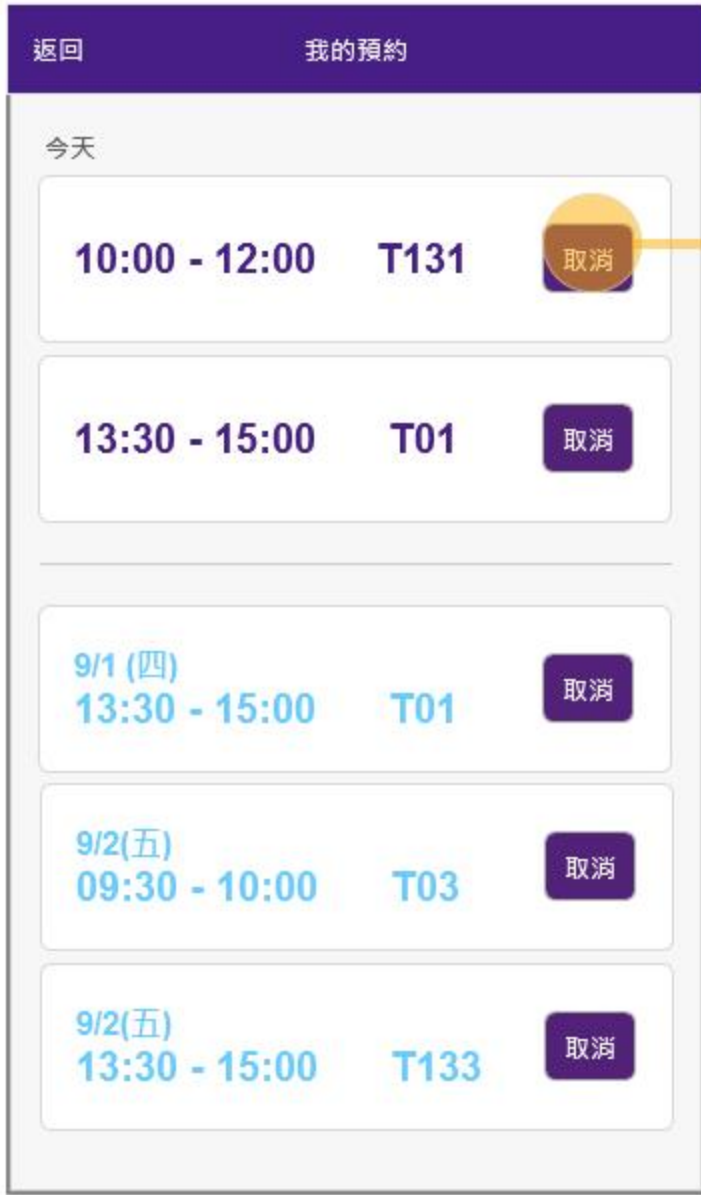 返回 我的預約
今天
10:00 - 12:00 T131 取消
13:30 - 15:00 T01 取消
9/1 (四)
13:30 - 15:00 T01 取消
9/2(五)
09:30 - 10:00 T03 取消
9/2(五)
13:30 - 15:00 T133 取消